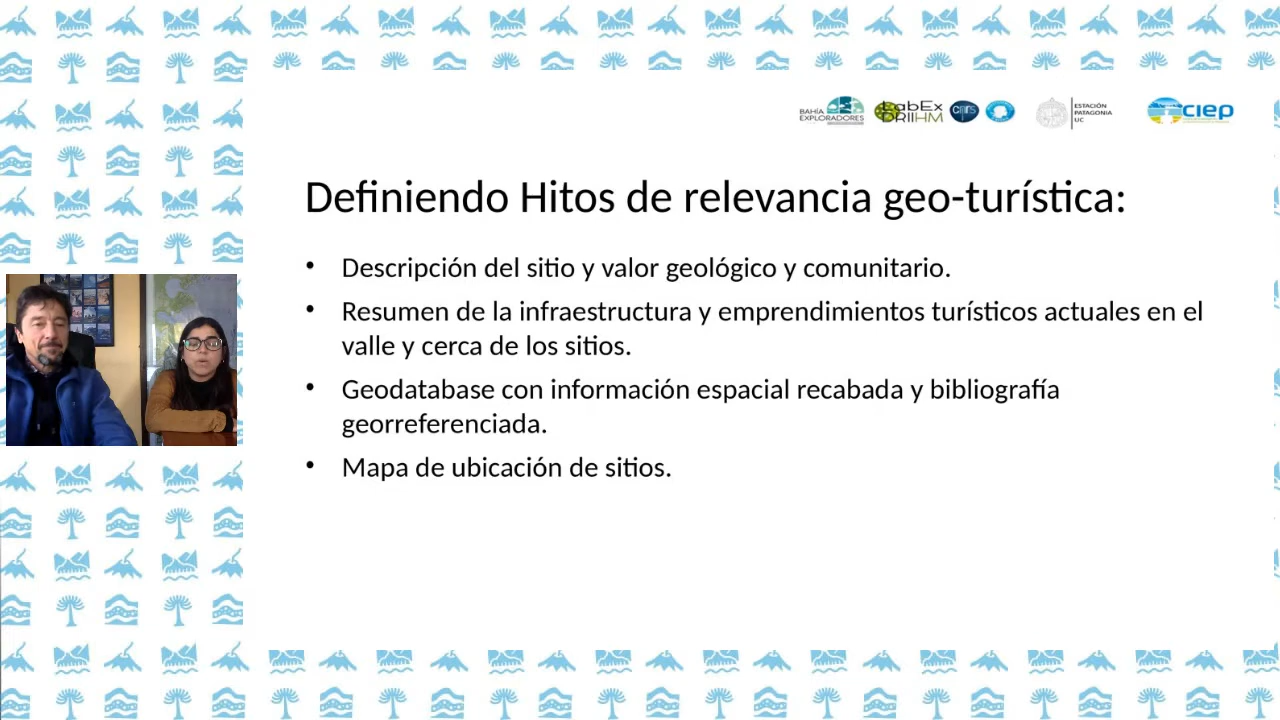 BAHÍA
EXPLORADORES
LabEx
DRIIHM
cnrs
ESTACIÓN
PATAGONIA
UC
ciep
Definiendo Hitos de relevancia geo-turística:
• Descripción del sitio y valor geológico y comunitario.
• Resumen de la infraestructura y emprendimientos turísticos actuales en el
valle y cerca de los sitios.
• Geodatabase con información espacial recabada y bibliografía
georreferenciada.
• Mapa de ubicación de sitios.